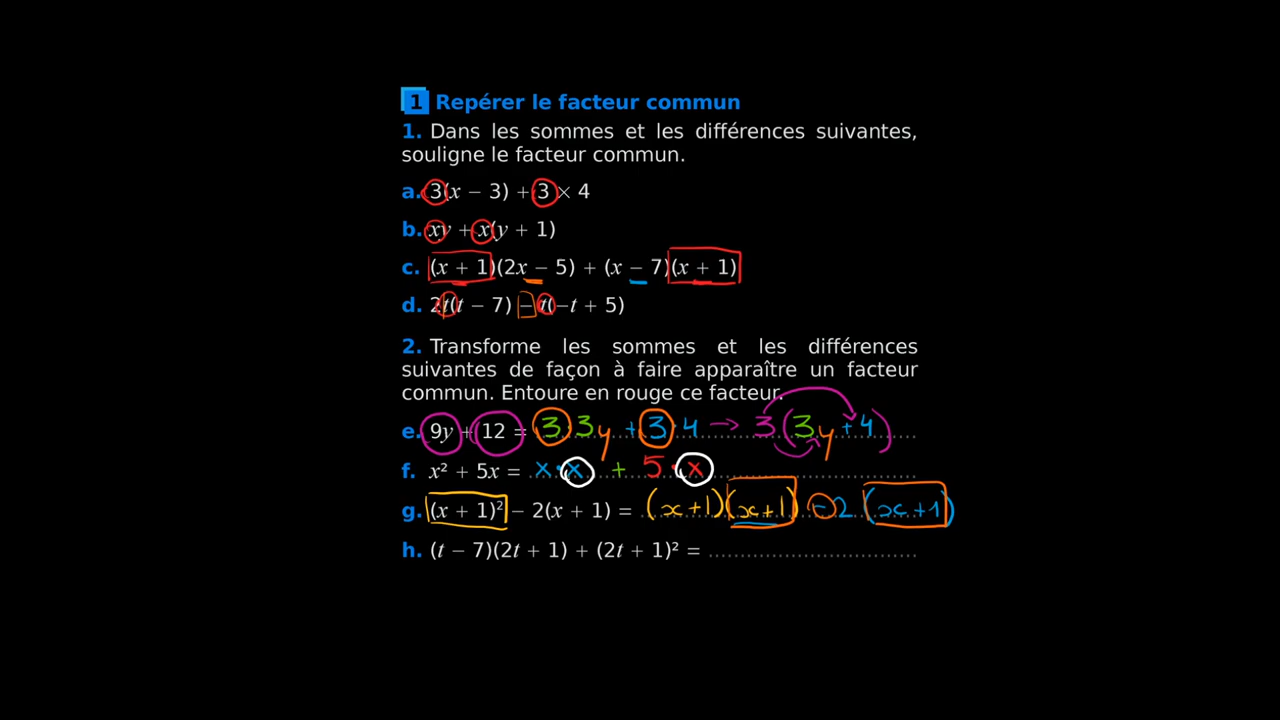 1 Repérer le facteur commun
1. Dans les sommes et les différences suivantes,
souligne le facteur commun.
a. 3(x − 3) + 3 × 4
b. xy + x(y + 1)
c. (x + 1)(2x − 5) + (x − 7)(x + 1)
d. 2t(t − 7) − t(−t + 5)
2. Transforme les sommes et les différences
suivantes de façon à faire apparaître un facteur
commun. Entoure en rouge ce facteur.
e. 9y + 12 = 3·3y + 3·4 → 3(3y+4)
f. x² + 5x = x·x + 5·x
g. (x + 1)² − 2(x + 1) = (x+1)(x+1) − 2(x+1)
h. (t − 7)(2t + 1) + (2t + 1)² = ................................